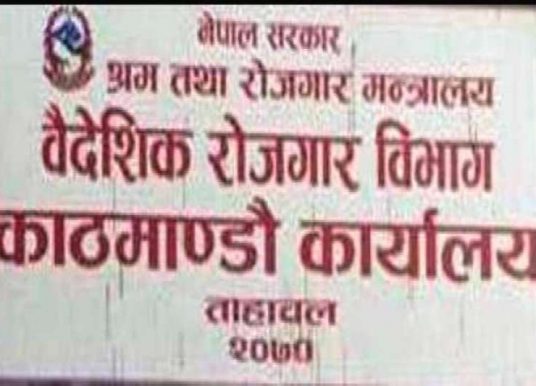 नेपाल सरकार
श्रम तथा रोजगार मन्त्रालय
वैदेशिक रोजगार विभाग
काठमाण्डौ कार्यालय
ताहाचल
२०७०